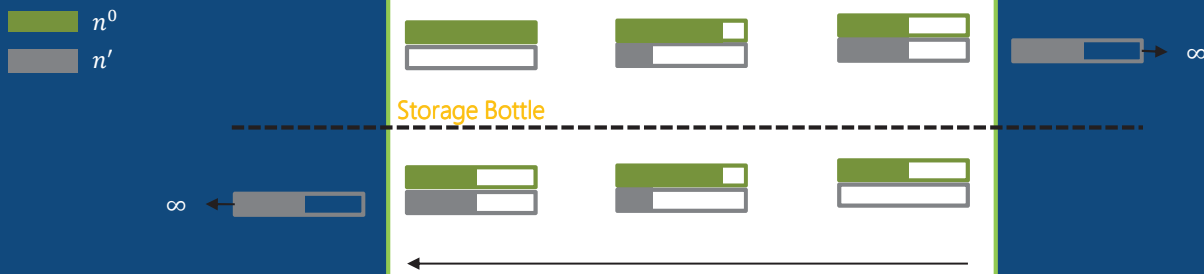 n⁰
n′
∞
Storage Bottle
∞